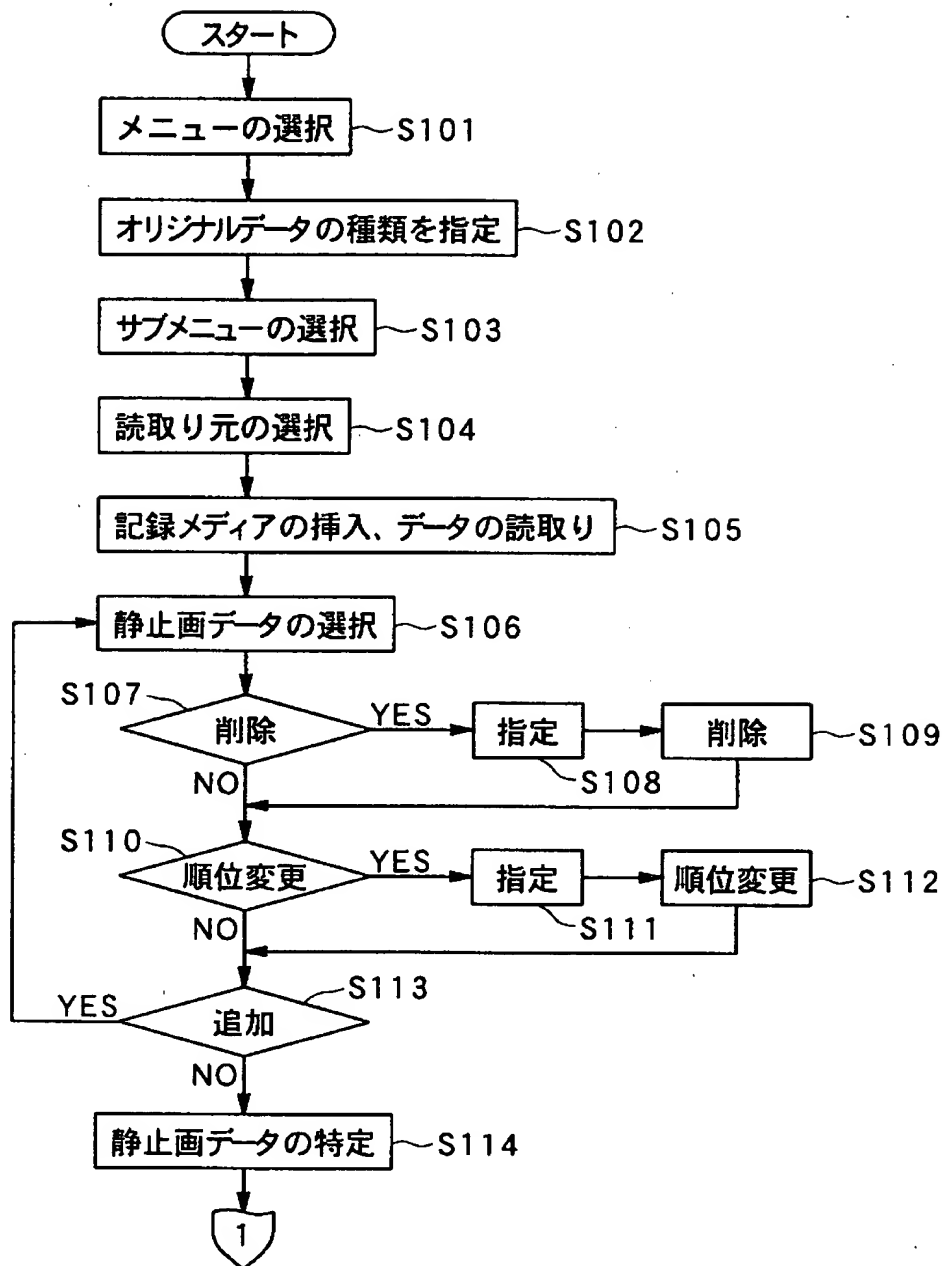 スタート
メニューの選択 S101
オリジナルデータの種類を指定 S102
サブメニューの選択 S103
読取り元の選択 S104
記録メディアの挿入、データの読取り S105
静止画データの選択 S106
S107 削除 YES 指定 削除 S109
NO S108
S110 順位変更 YES 指定 順位変更 S112
NO S111
S113
YES 追加
NO
静止画データの特定 S114
1